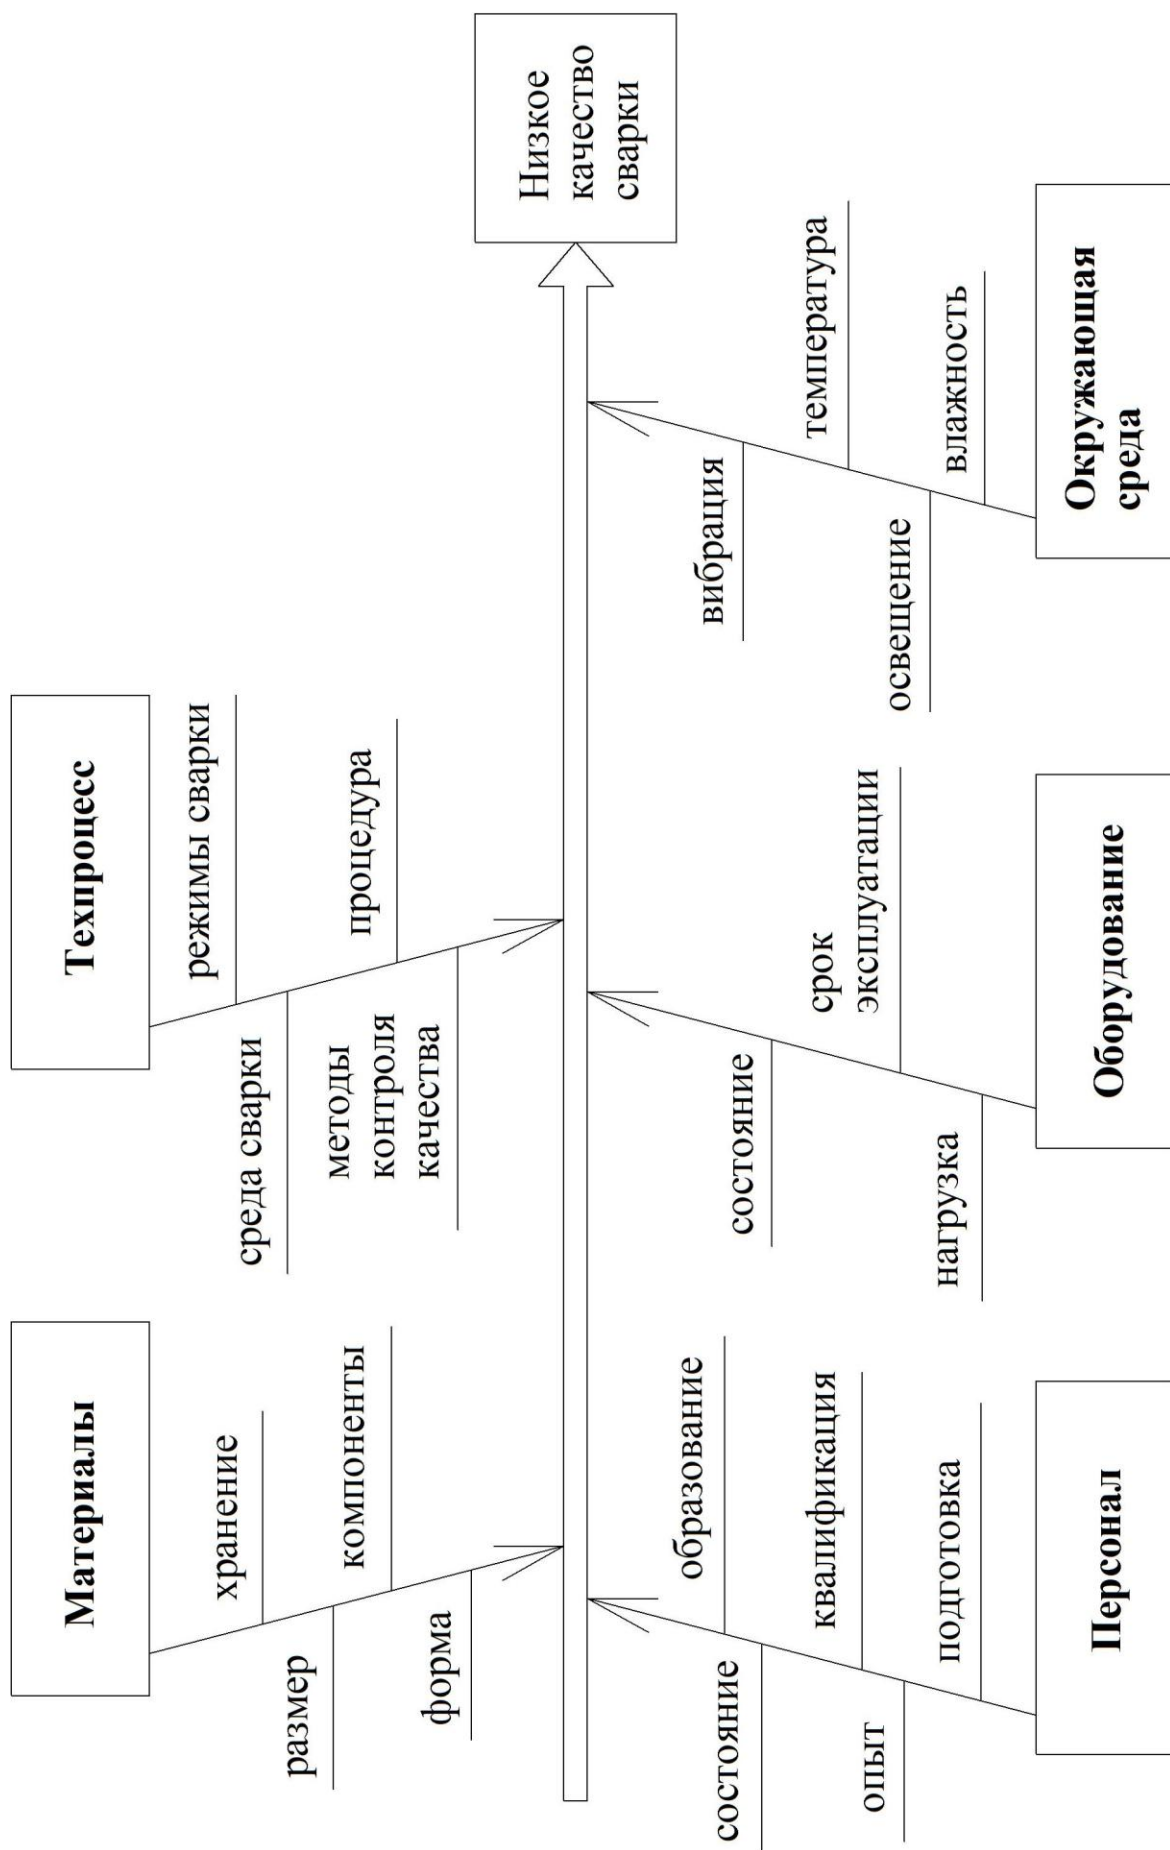 Материалы
хранение
размер
компоненты
форма
Техпроцесс
режимы сварки
среда сварки
процедура
методы
контроля
качества
Низкое
качество
сварки
образование
состояние
квалификация
опыт
подготовка
Персонал
состояние
срок
эксплуатации
нагрузка
Оборудование
вибрация
температура
освещение
влажность
Окружающая
среда